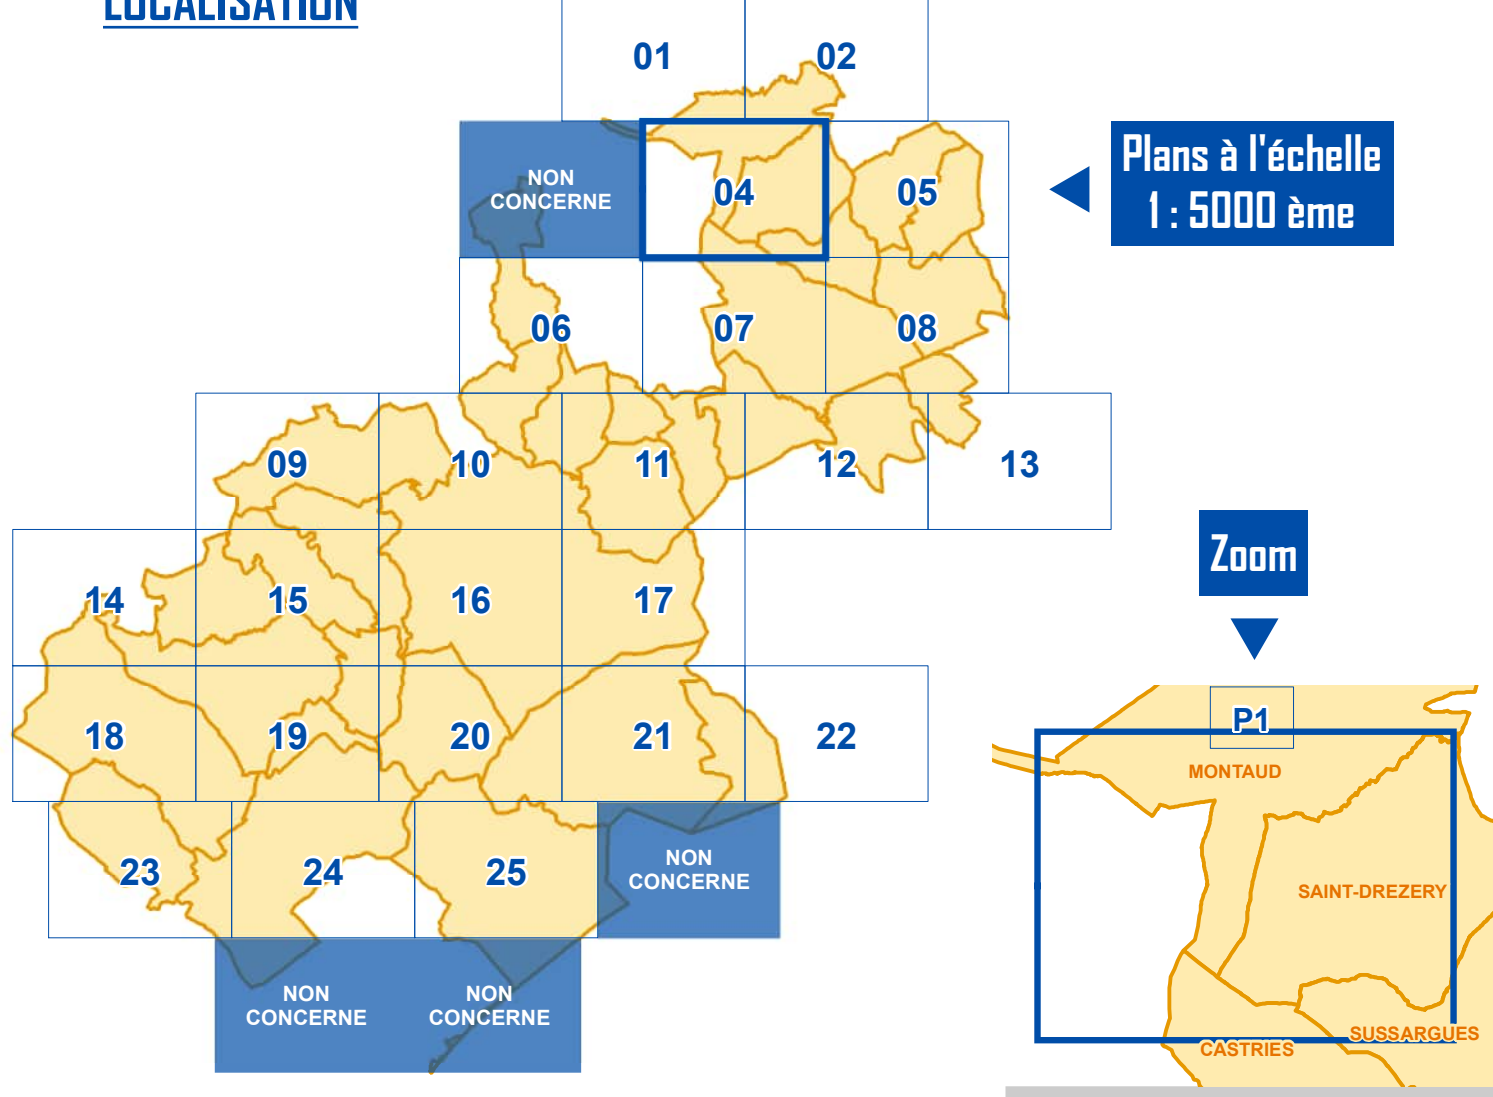 LOCALISATION
01
02
NON
CONCERNE
04
05
Plans à l'échelle
1 : 5000 ème
06
07
08
09
10
11
12
13
14
15
16
17
18
19
20
21
22
23
24
25
NON
CONCERNE
NON
CONCERNE
NON
CONCERNE
Zoom
P1
MONTAUD
SAINT-DREZERY
SUSSARGUES
CASTRIES